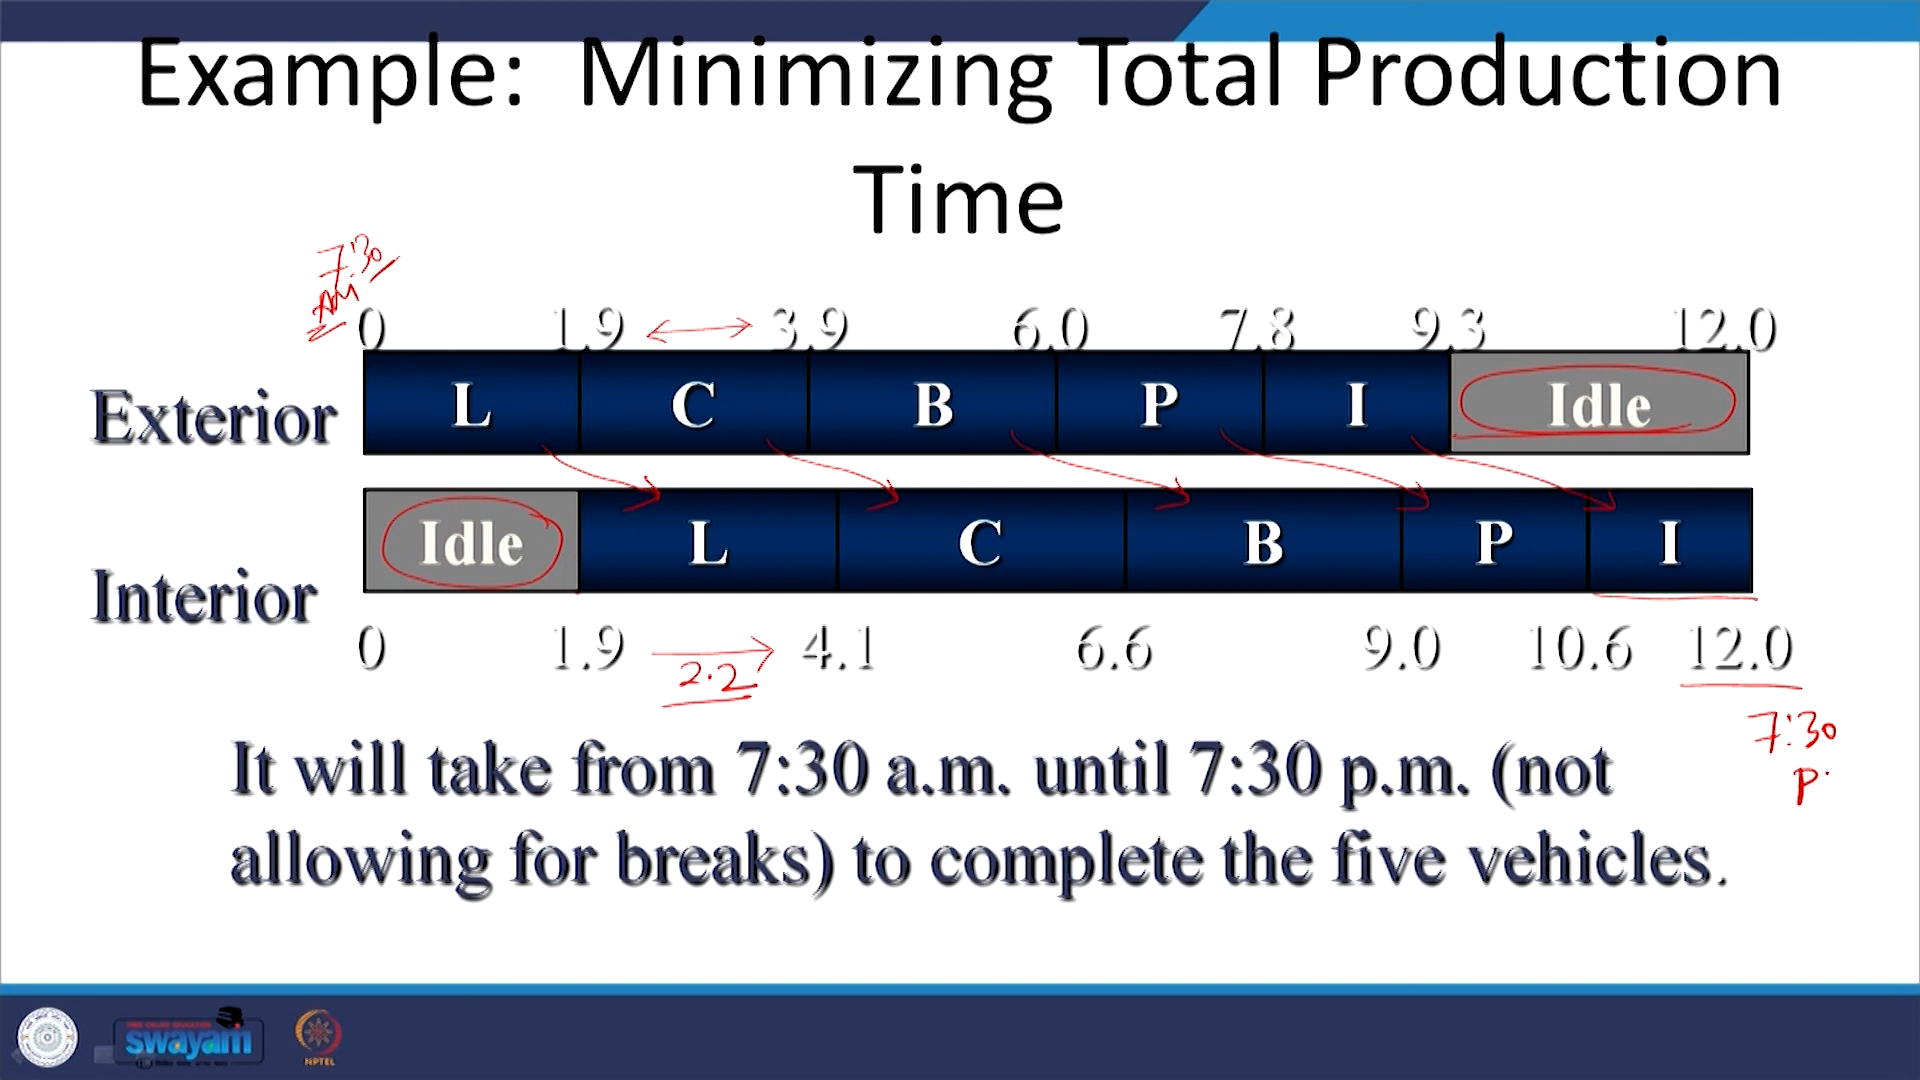 Example: Minimizing Total Production
Time
7:30
AM
0 1.9 3.9 6.0 7.8 9.3 12.0
Exterior L C B P I Idle
Interior Idle L C B P I
0 1.9 4.1 6.6 9.0 10.6 12.0
2.2
7:30
p.
It will take from 7:30 a.m. until 7:30 p.m. (not
allowing for breaks) to complete the five vehicles.
swayam
NPTEL